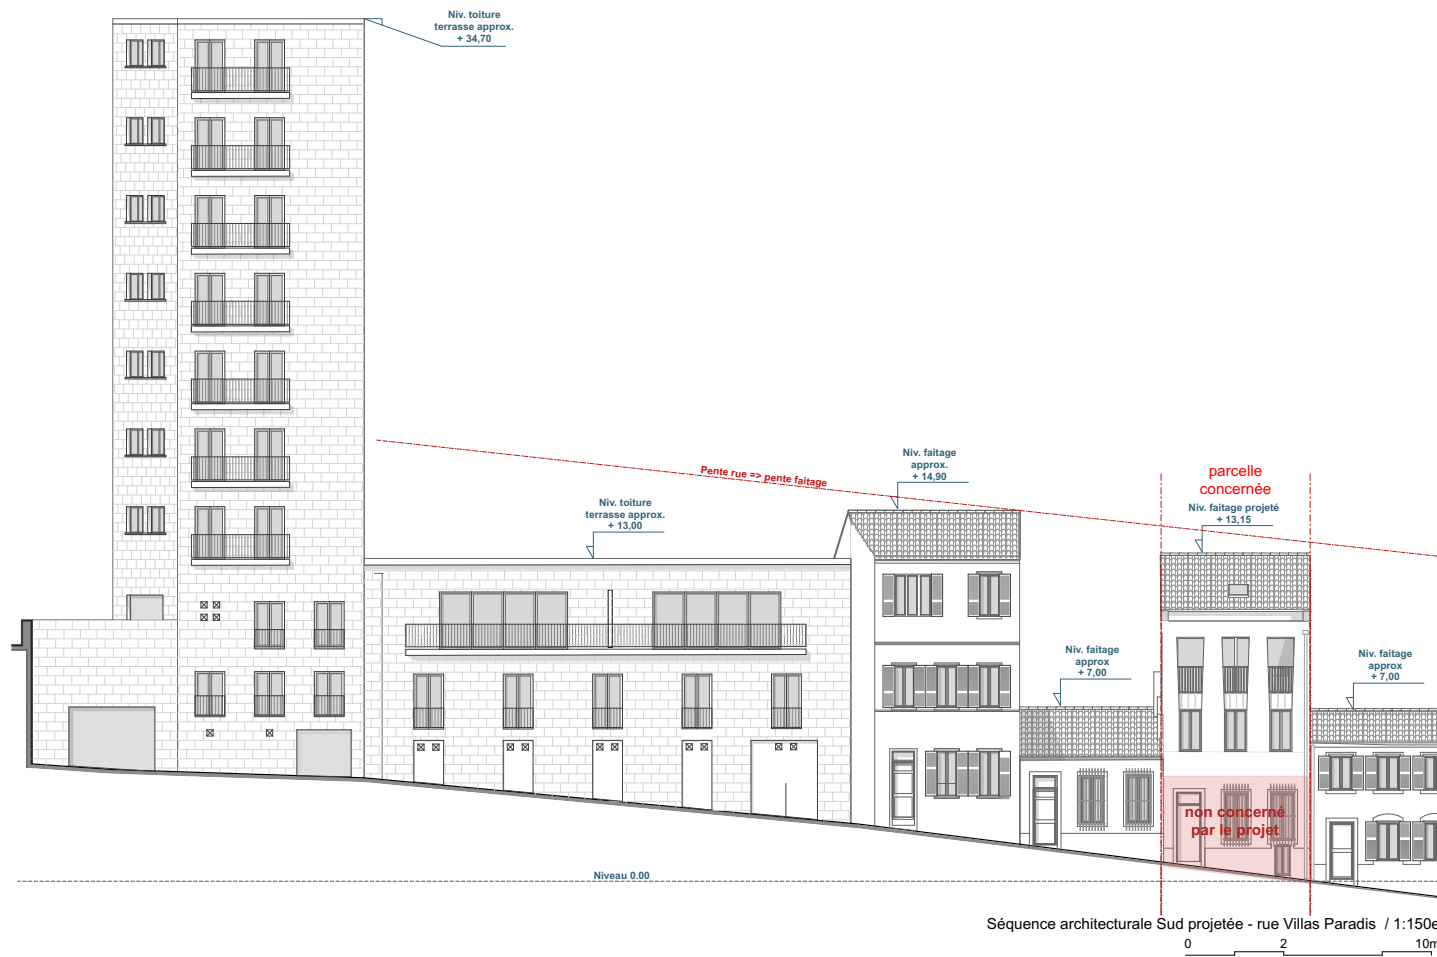 Niv. toiture
terrasse approx.
+ 34,70
Pente rue => pente faitage
Niv. faitage
approx.
+ 14,90
parcelle
concernée
Niv. toiture
terrasse approx.
+ 13,00
Niv. faitage projeté
+ 13,15
Niv. faitage
approx
+ 7,00
Niv. faitage
approx
+ 7,00
non concerné
par le projet
Niveau 0.00
Séquence architecturale Sud projetée - rue Villas Paradis / 1:150e
0 2 10m